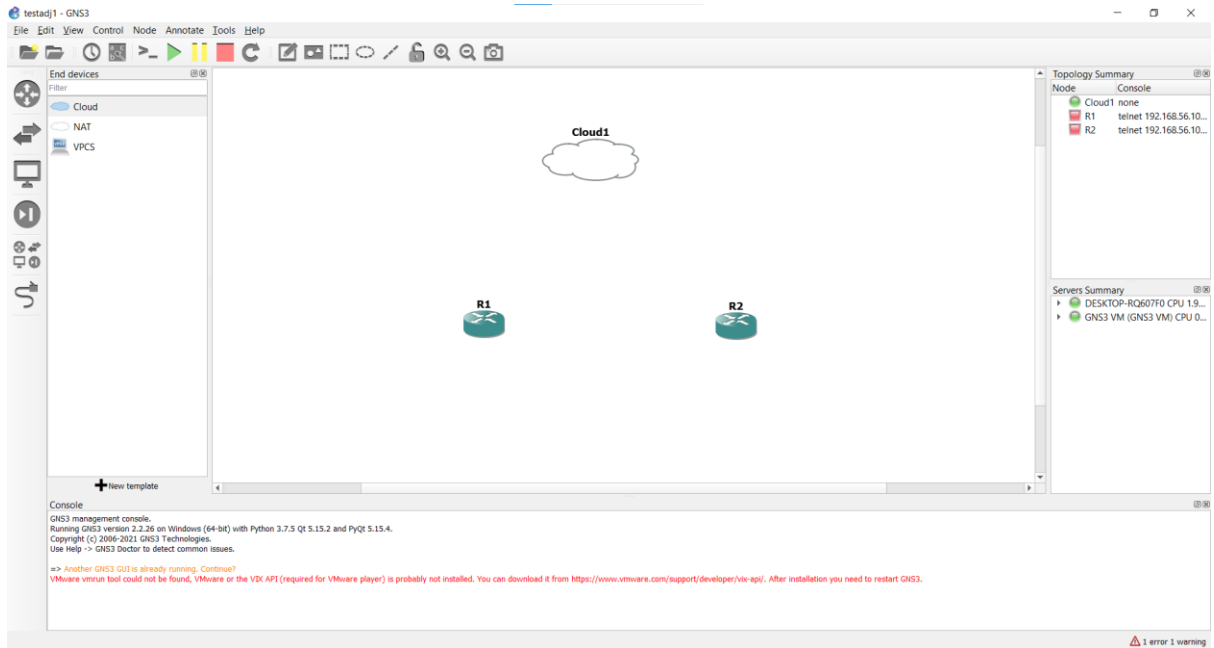 testadj1 - GNS3
File Edit View Control Node Annotate Tools Help
End devices
Filter
Cloud
NAT
VPCS
New template
Cloud1
R1
R2
Topology Summary
Node Console
Cloud1 none
R1 telnet 192.168.56.10...
R2 telnet 192.168.56.10...
Servers Summary
DESKTOP-RQ607F0 CPU 1.9...
GNS3 VM (GNS3 VM) CPU 0...
Console
GNS3 management console.
Running GNS3 version 2.2.26 on Windows (64-bit) with Python 3.7.5 Qt 5.15.2 and PyQt 5.15.4.
Copyright (c) 2006-2021 GNS3 Technologies.
Use Help -> GNS3 Doctor to detect common issues.
=> Another GNS3 GUI is already running. Continue?
VMware vmrun tool could not be found, VMware or the VIX API (required for VMware player) is probably not installed. You can download it from https://www.vmware.com/support/developer/vix-api/. After installation you need to restart GNS3.
1 error 1 warning